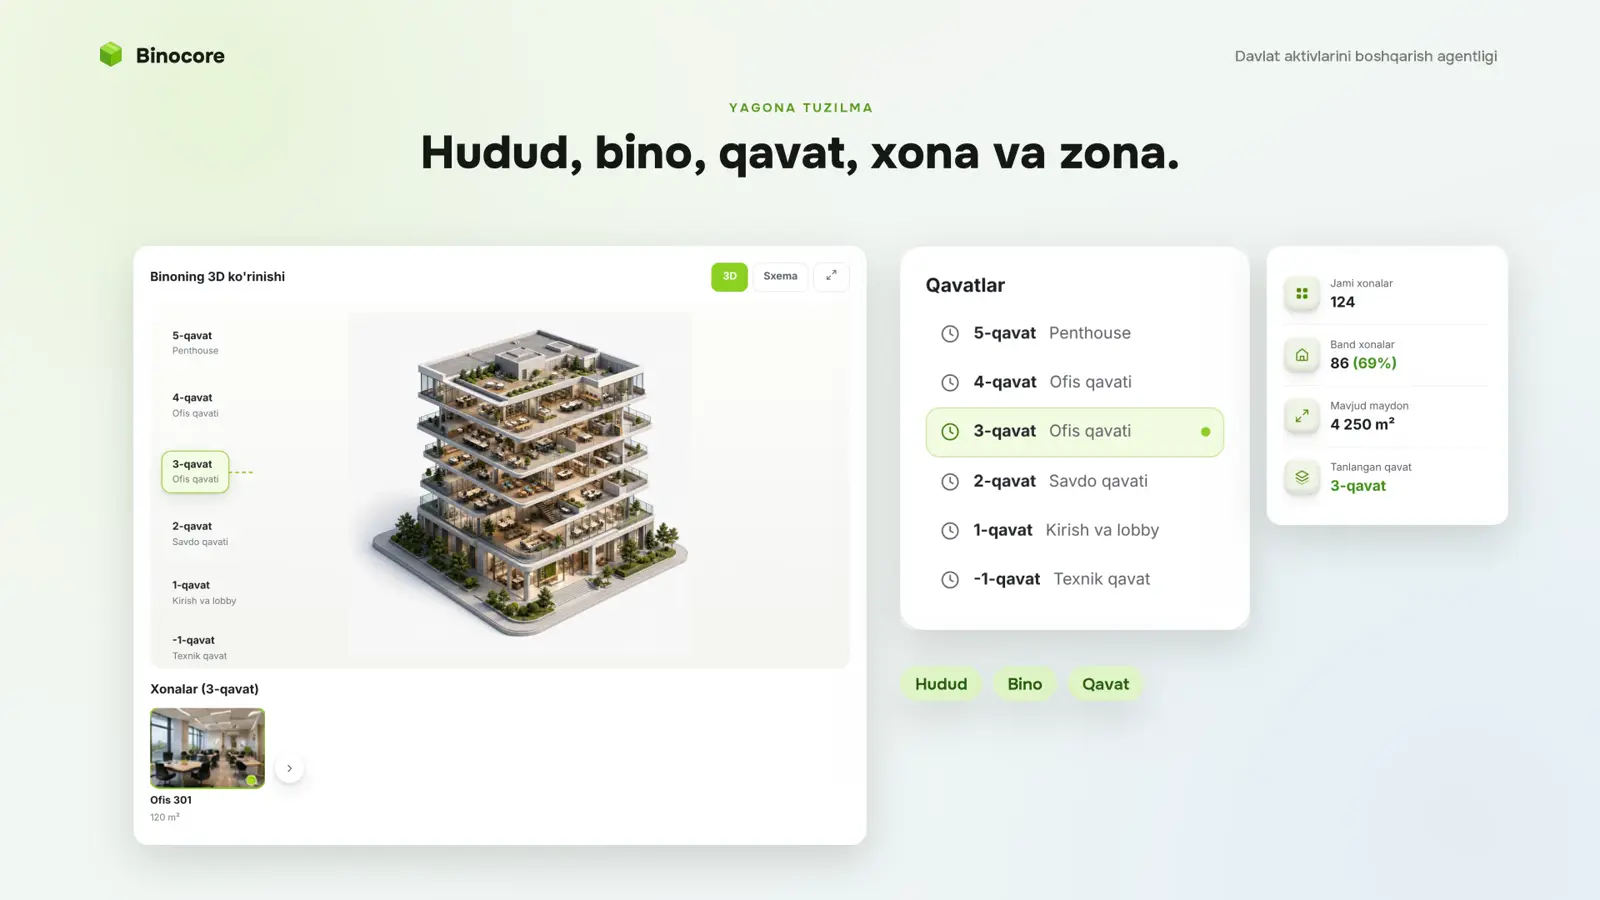 Binocore
Davlat aktivlarini boshqarish agentligi
YAGONA TUZILMA
Hudud, bino, qavat, xona va zona.
Binoning 3D ko'rinishi
3D
Sxema
5-qavat
Penthouse
4-qavat
Ofis qavati
3-qavat
Ofis qavati
2-qavat
Savdo qavati
1-qavat
Kirish va lobby
-1-qavat
Texnik qavat
Xonalar (3-qavat)
Ofis 301
120 m²
Qavatlar
5-qavat Penthouse
4-qavat Ofis qavati
3-qavat Ofis qavati
2-qavat Savdo qavati
1-qavat Kirish va lobby
-1-qavat Texnik qavat
Hudud
Bino
Qavat
Jami xonalar
124
Band xonalar
86 (69%)
Mavjud maydon
4 250 m²
Tanlangan qavat
3-qavat